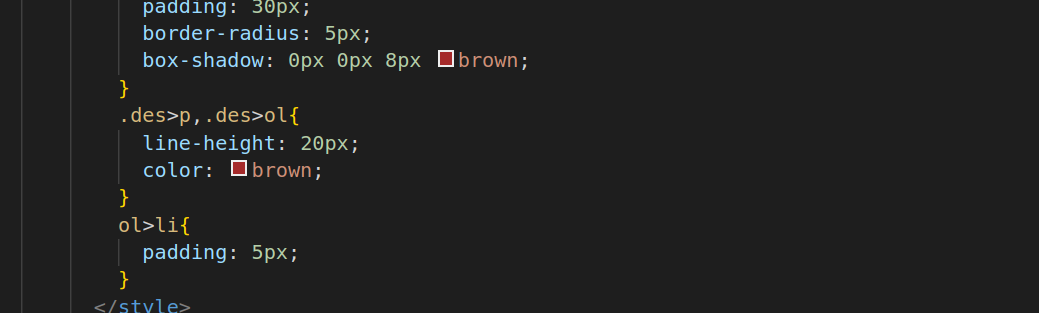 padding: 30px;
border-radius: 5px;
box-shadow: 0px 0px 8px brown;
}
.des>p,.des>ol{
line-height: 20px;
color: brown;
}
ol>li{
padding: 5px;
}
</style>